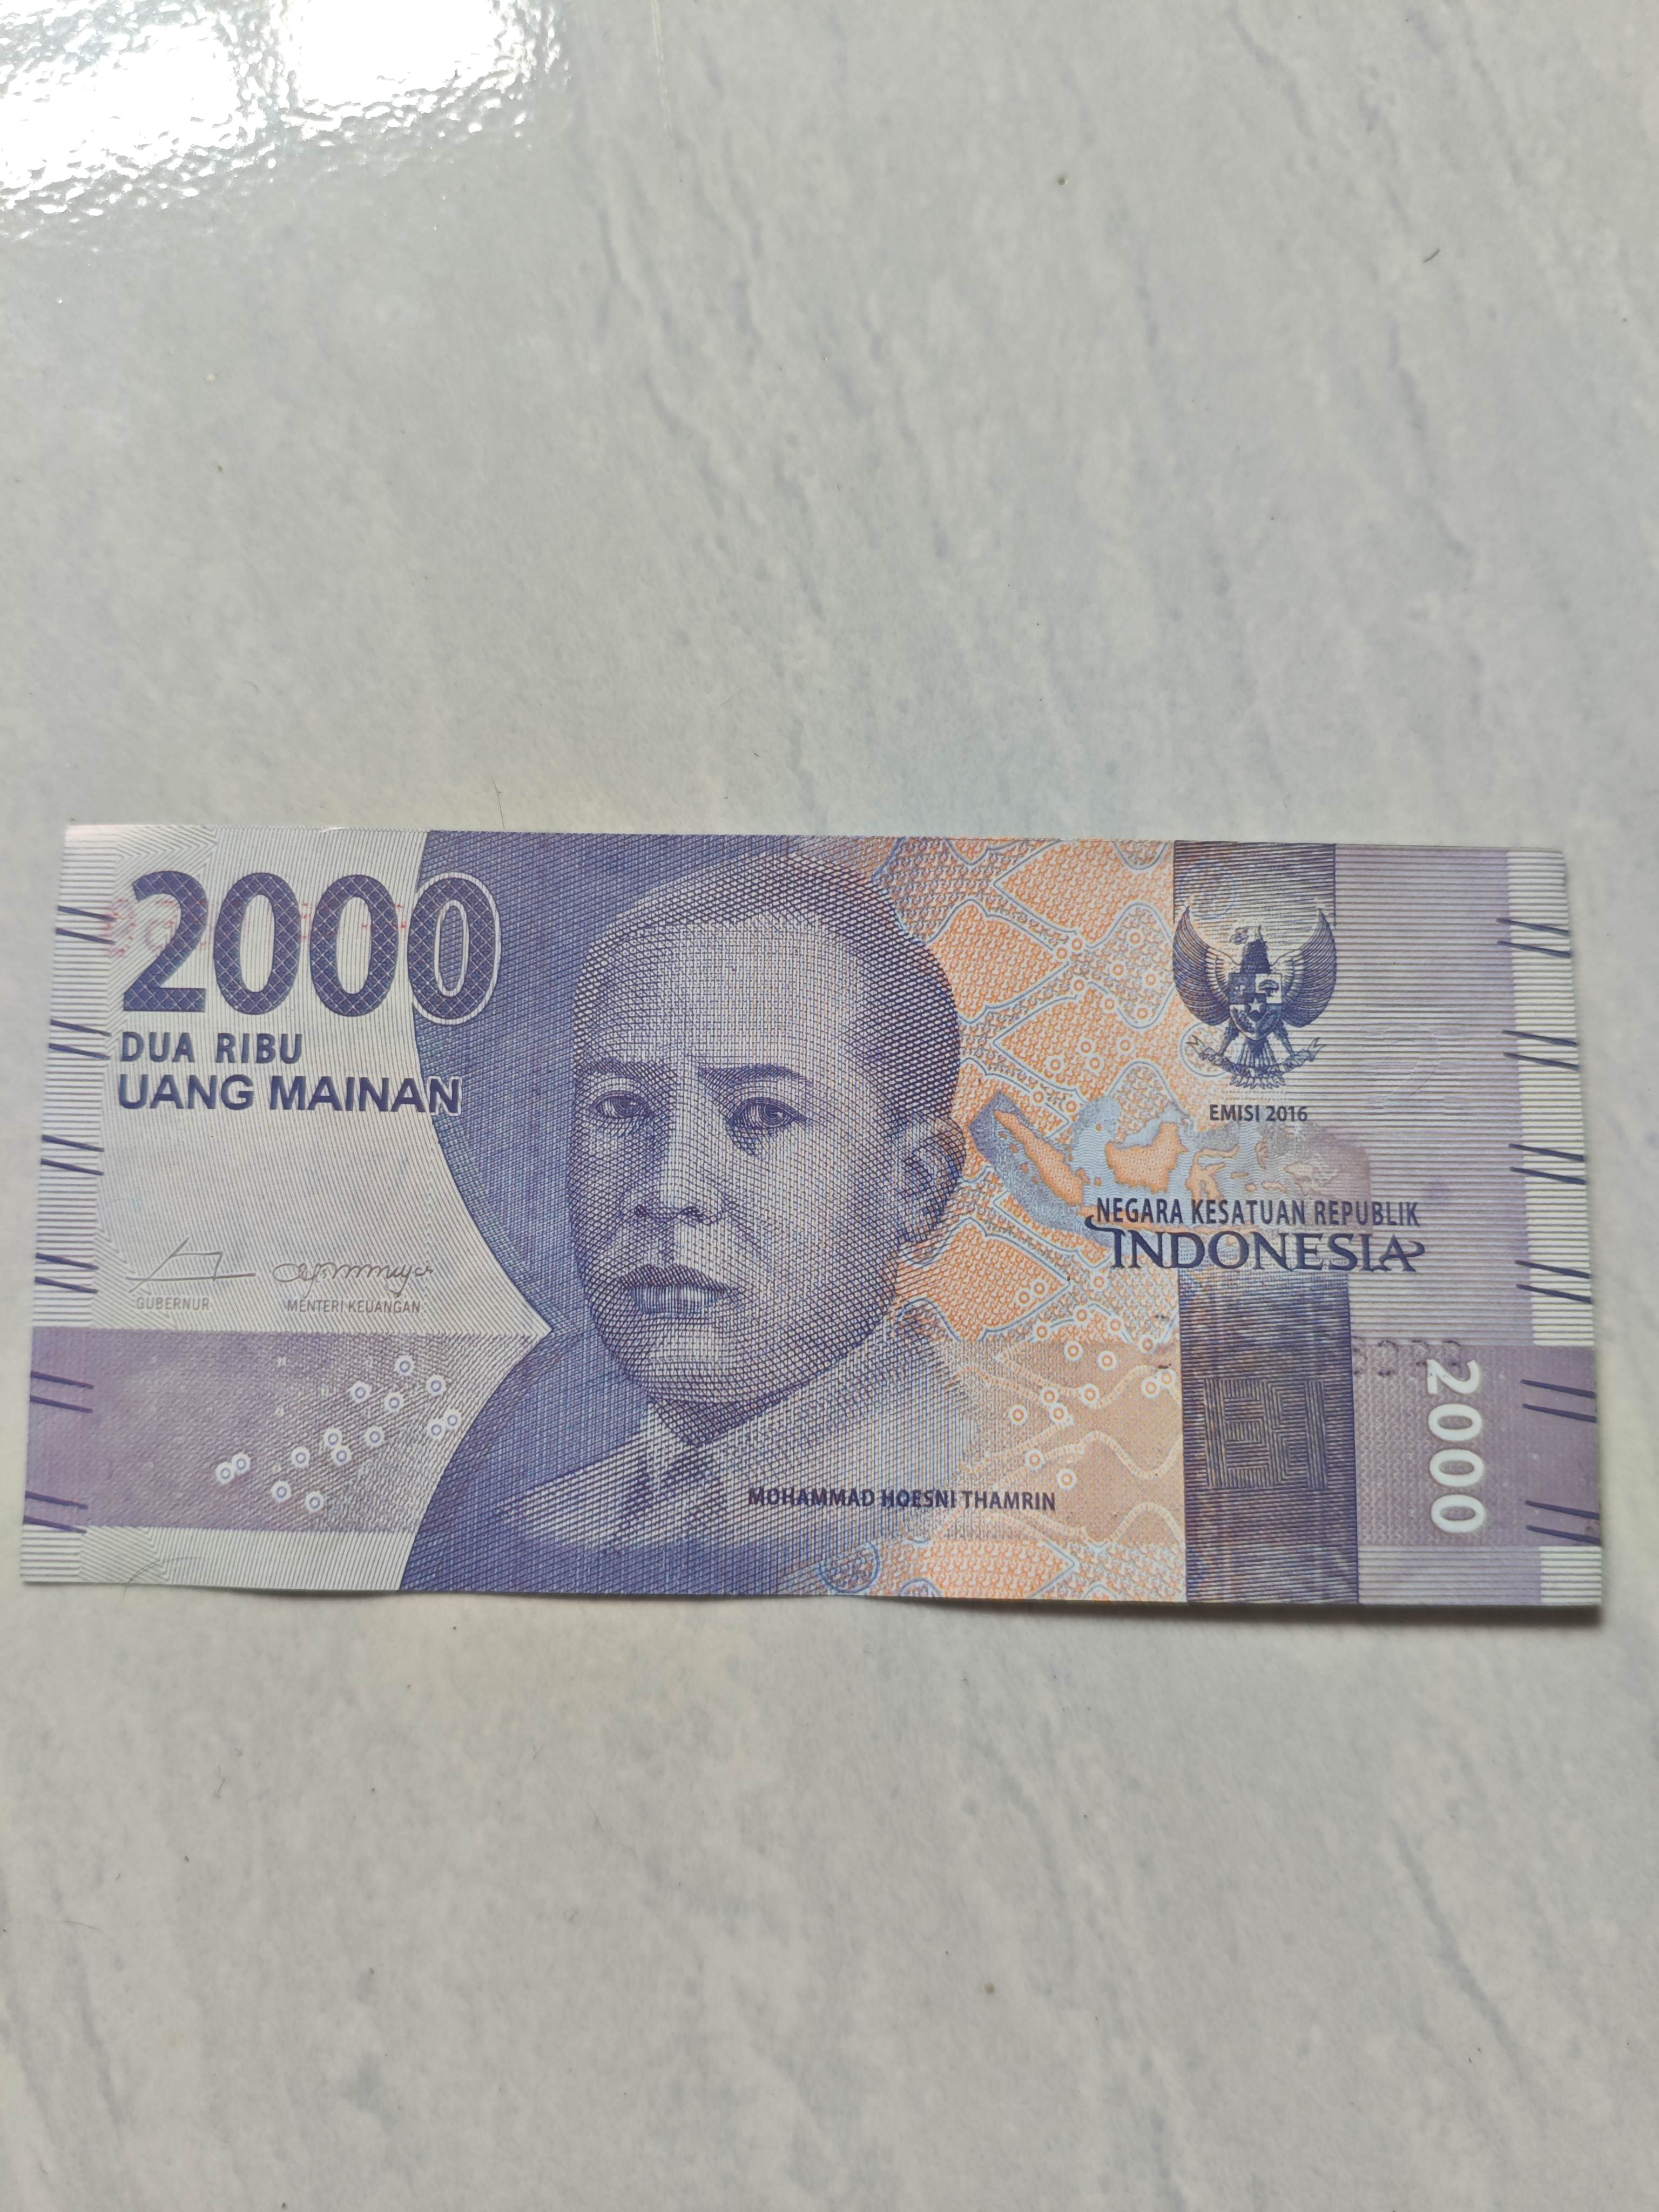 2000
DUA RIBU
UANG MAINAN
GUBERNUR
MENTERI KEUANGAN
MOHAMMAD HOESNI THAMRIN
EMISI 2016
NEGARA KESATUAN REPUBLIK
INDONESIA
2000